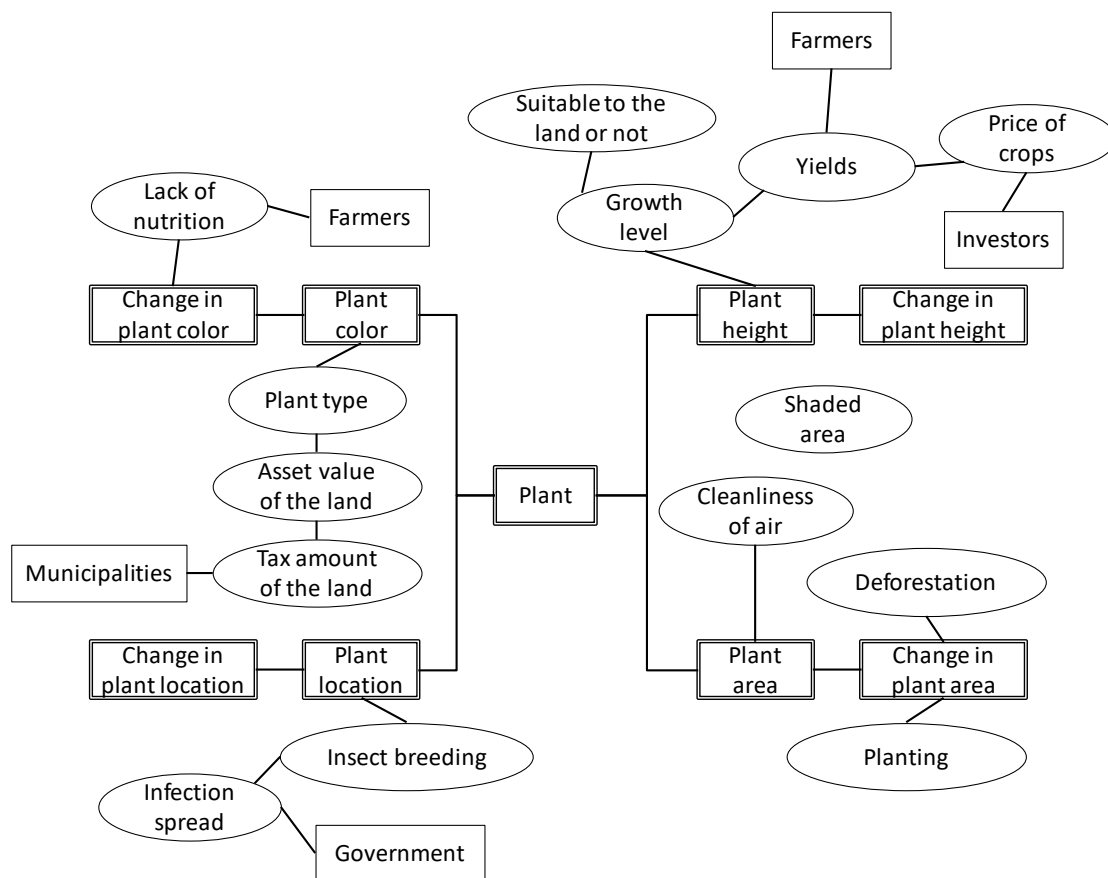 Farmers
Suitable to the
land or not
Price of
crops
Yields
Lack of
nutrition
Farmers
Growth
level
Investors
Change in
plant color
Plant
color
Plant
height
Change in
plant height
Plant type
Shaded
area
Asset value
of the land
Plant
Cleanliness
of air
Municipalities
Tax amount
of the land
Deforestation
Change in
plant location
Plant
location
Plant
area
Change in
plant area
Insect breeding
Planting
Infection
spread
Government